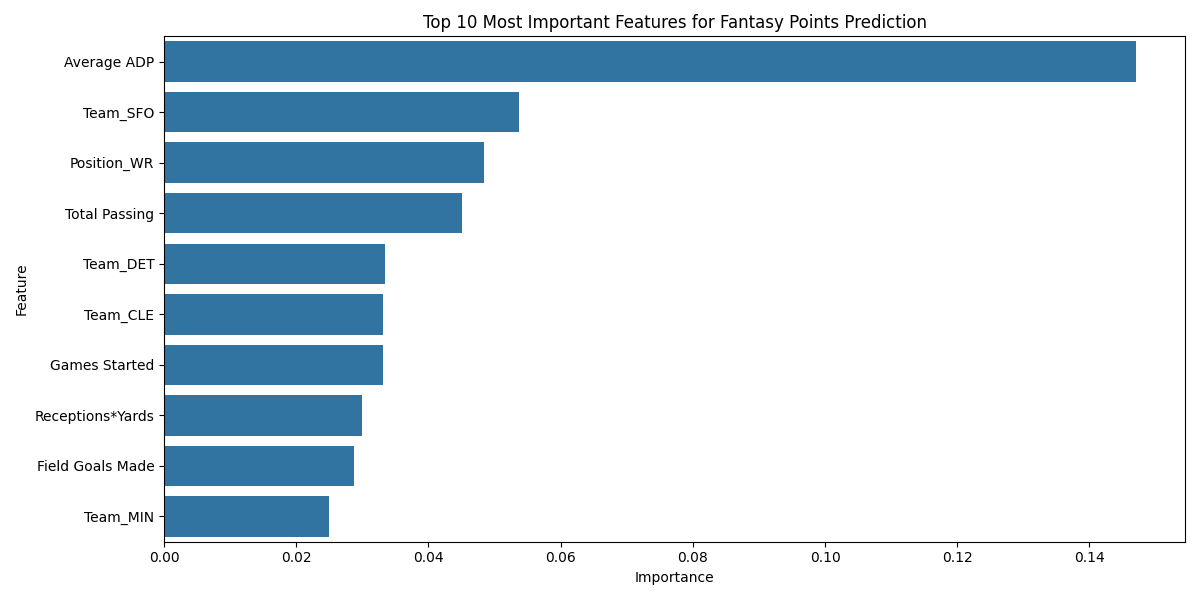 Top 10 Most Important Features for Fantasy Points Prediction
Feature
Average ADP
Team_SFO
Position_WR
Total Passing
Team_DET
Team_CLE
Games Started
Receptions*Yards
Field Goals Made
Team_MIN
0.00 0.02 0.04 0.06 0.08 0.10 0.12 0.14
Importance